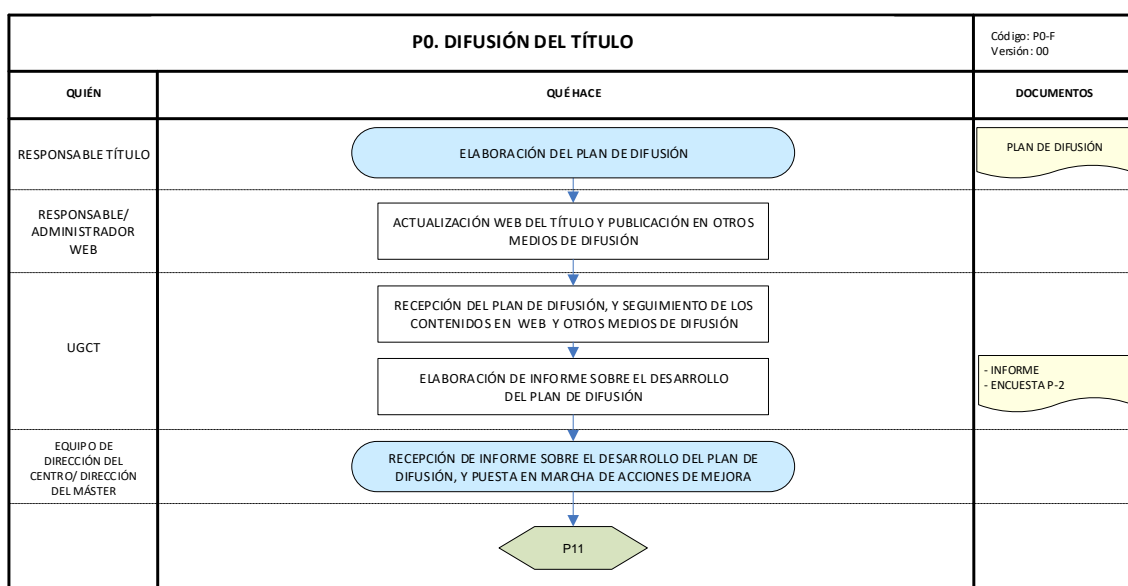 P0. DIFUSIÓN DEL TÍTULO
Código: P0-F
Versión: 00
QUIÉN
QUÉ HACE
DOCUMENTOS
RESPONSABLE TÍTULO
ELABORACIÓN DEL PLAN DE DIFUSIÓN
PLAN DE DIFUSIÓN
RESPONSABLE/
ADMINISTRADOR
WEB
ACTUALIZACIÓN WEB DEL TÍTULO Y PUBLICACIÓN EN OTROS
MEDIOS DE DIFUSIÓN
UGCT
RECEPCIÓN DEL PLAN DE DIFUSIÓN, Y SEGUIMIENTO DE LOS
CONTENIDOS EN WEB Y OTROS MEDIOS DE DIFUSIÓN
ELABORACIÓN DE INFORME SOBRE EL DESARROLLO
DEL PLAN DE DIFUSIÓN
- INFORME
- ENCUESTA P-2
EQUIPO DE
DIRECCIÓN DEL
CENTRO/ DIRECCIÓN
DEL MÁSTER
RECEPCIÓN DE INFORME SOBRE EL DESARROLLO DEL PLAN DE
DIFUSIÓN, Y PUESTA EN MARCHA DE ACCIONES DE MEJORA
P11